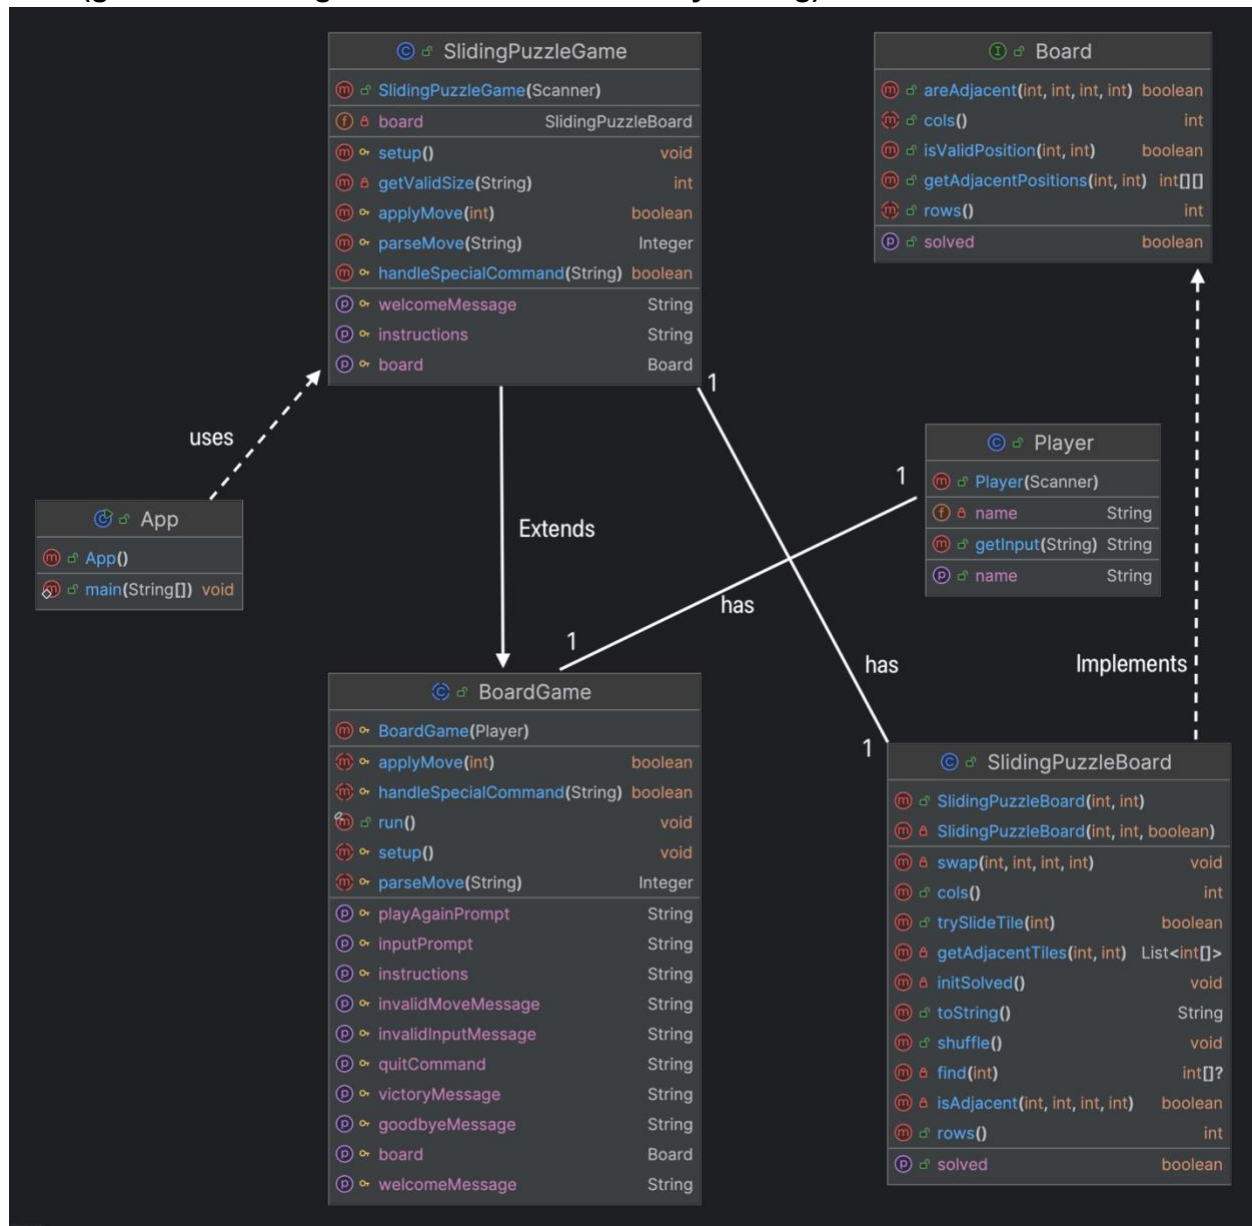 SlidingPuzzleGame
SlidingPuzzleGame(Scanner)
board SlidingPuzzleBoard
setup() void
getValidSize(String) int
applyMove(int) boolean
parseMove(String) Integer
handleSpecialCommand(String) boolean
welcomeMessage String
instructions String
board Board
Board
areAdjacent(int, int, int, int) boolean
cols() int
isValidPosition(int, int) boolean
getAdjacentPositions(int, int) int[][]
rows() int
solved boolean
1
uses
Extends
App
App()
main(String[]) void
Player
Player(Scanner)
name String
getInput(String) String
name String
1
has
1
has
Implements
1
BoardGame
BoardGame(Player)
applyMove(int) boolean
handleSpecialCommand(String) boolean
run() void
setup() void
parseMove(String) Integer
playAgainPrompt String
inputPrompt String
instructions String
invalidMoveMessage String
invalidInputMessage String
quitCommand String
victoryMessage String
goodbyeMessage String
board Board
welcomeMessage String
SlidingPuzzleBoard
SlidingPuzzleBoard(int, int)
SlidingPuzzleBoard(int, int, boolean)
swap(int, int, int, int) void
cols() int
trySlideTile(int) boolean
getAdjacentTiles(int, int) List<int[]>
initSolved() void
toString() String
shuffle() void
find(int) int[]?
isAdjacent(int, int, int, int) boolean
rows() int
solved boolean